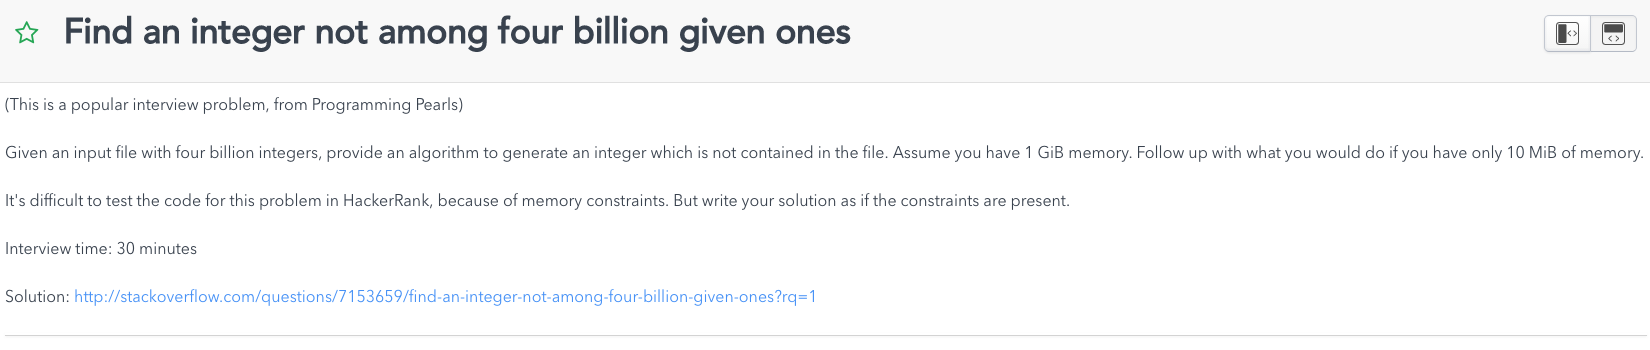 Find an integer not among four billion given ones
(This is a popular interview problem, from Programming Pearls)
Given an input file with four billion integers, provide an algorithm to generate an integer which is not contained in the file. Assume you have 1 GiB memory. Follow up with what you would do if you have only 10 MiB of memory.
It's difficult to test the code for this problem in HackerRank, because of memory constraints. But write your solution as if the constraints are present.
Interview time: 30 minutes
Solution: http://stackoverflow.com/questions/7153659/find-an-integer-not-among-four-billion-given-ones?rq=1